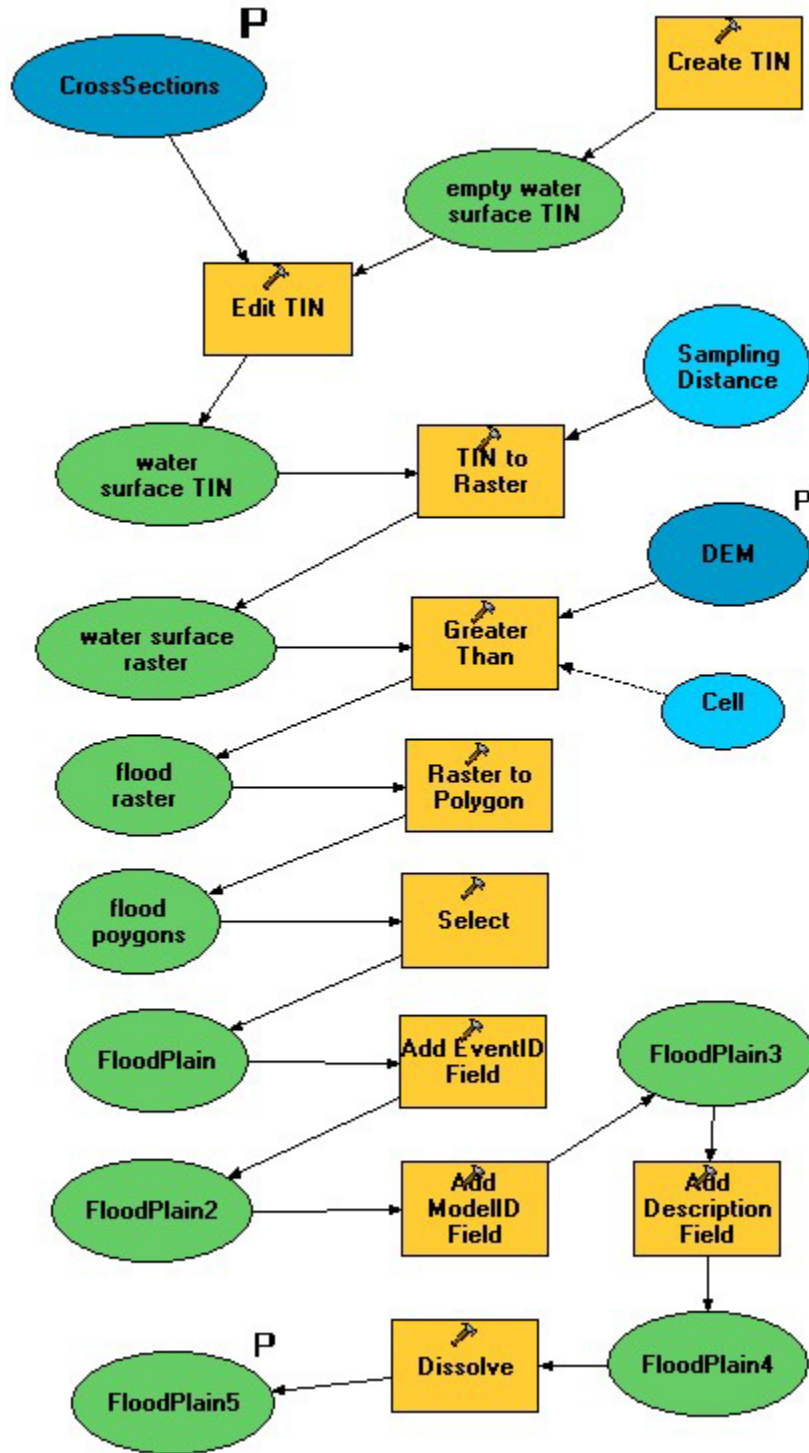 P
CrossSections
Create TIN
empty water
surface TIN
Edit TIN
Sampling
Distance
water
surface TIN
TIN to
Raster
P
DEM
water surface
raster
Greater
Than
Cell
flood
raster
Raster to
Polygon
flood
poygons
Select
FloodPlain
Add EventID
Field
FloodPlain3
FloodPlain2
Add
ModelID
Field
Add
Description
Field
P
FloodPlain5
Dissolve
FloodPlain4